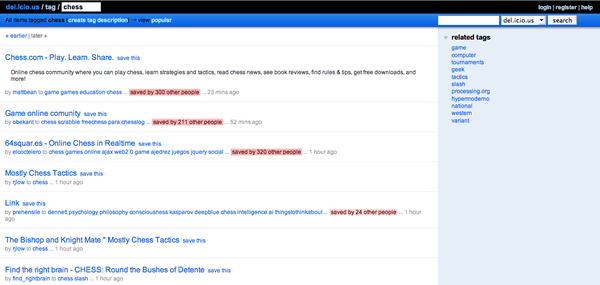 del.icio.us / tag / chess
login | register | help
All items tagged chess (create tag description) → view popular
del.icio.us search
« earlier | later »
Chess.com - Play. Learn. Share. save this
Online chess community where you can play chess, learn strategies and tactics, read chess news, see book reviews, find rules & tips, get free downloads, and
more!
by mattbean to game games education chess ... saved by 300 other people ... 23 mins ago
Game online comunity save this
by obekant to chess scrabble freechess para:chesslog ... saved by 211 other people ... 52 mins ago
64squar.es - Online Chess in Realtime save this
by elcoctelero to chess games online ajax web2.0 game ajedrez juegos jquery social ... saved by 320 other people ... 1 hour ago
Mostly Chess Tactics save this
by rjlow to chess ... 1 hour ago
Link save this
by prehensile to dennett psychology philosophy consciousness kasparov deepblue chess intelligence ai thingstothinkabout ... saved by 24 other people ... 1 hour
ago
The Bishop and Knight Mate " Mostly Chess Tactics save this
by rjlow to chess ... 1 hour ago
Find the right brain - CHESS: Round the Bushes of Detente save this
by find_rightbrain to chess slash ... 1 hour ago
related tags
game
computer
tournaments
geek
tactics
slash
processing.org
hypermoderno
national
western
variant